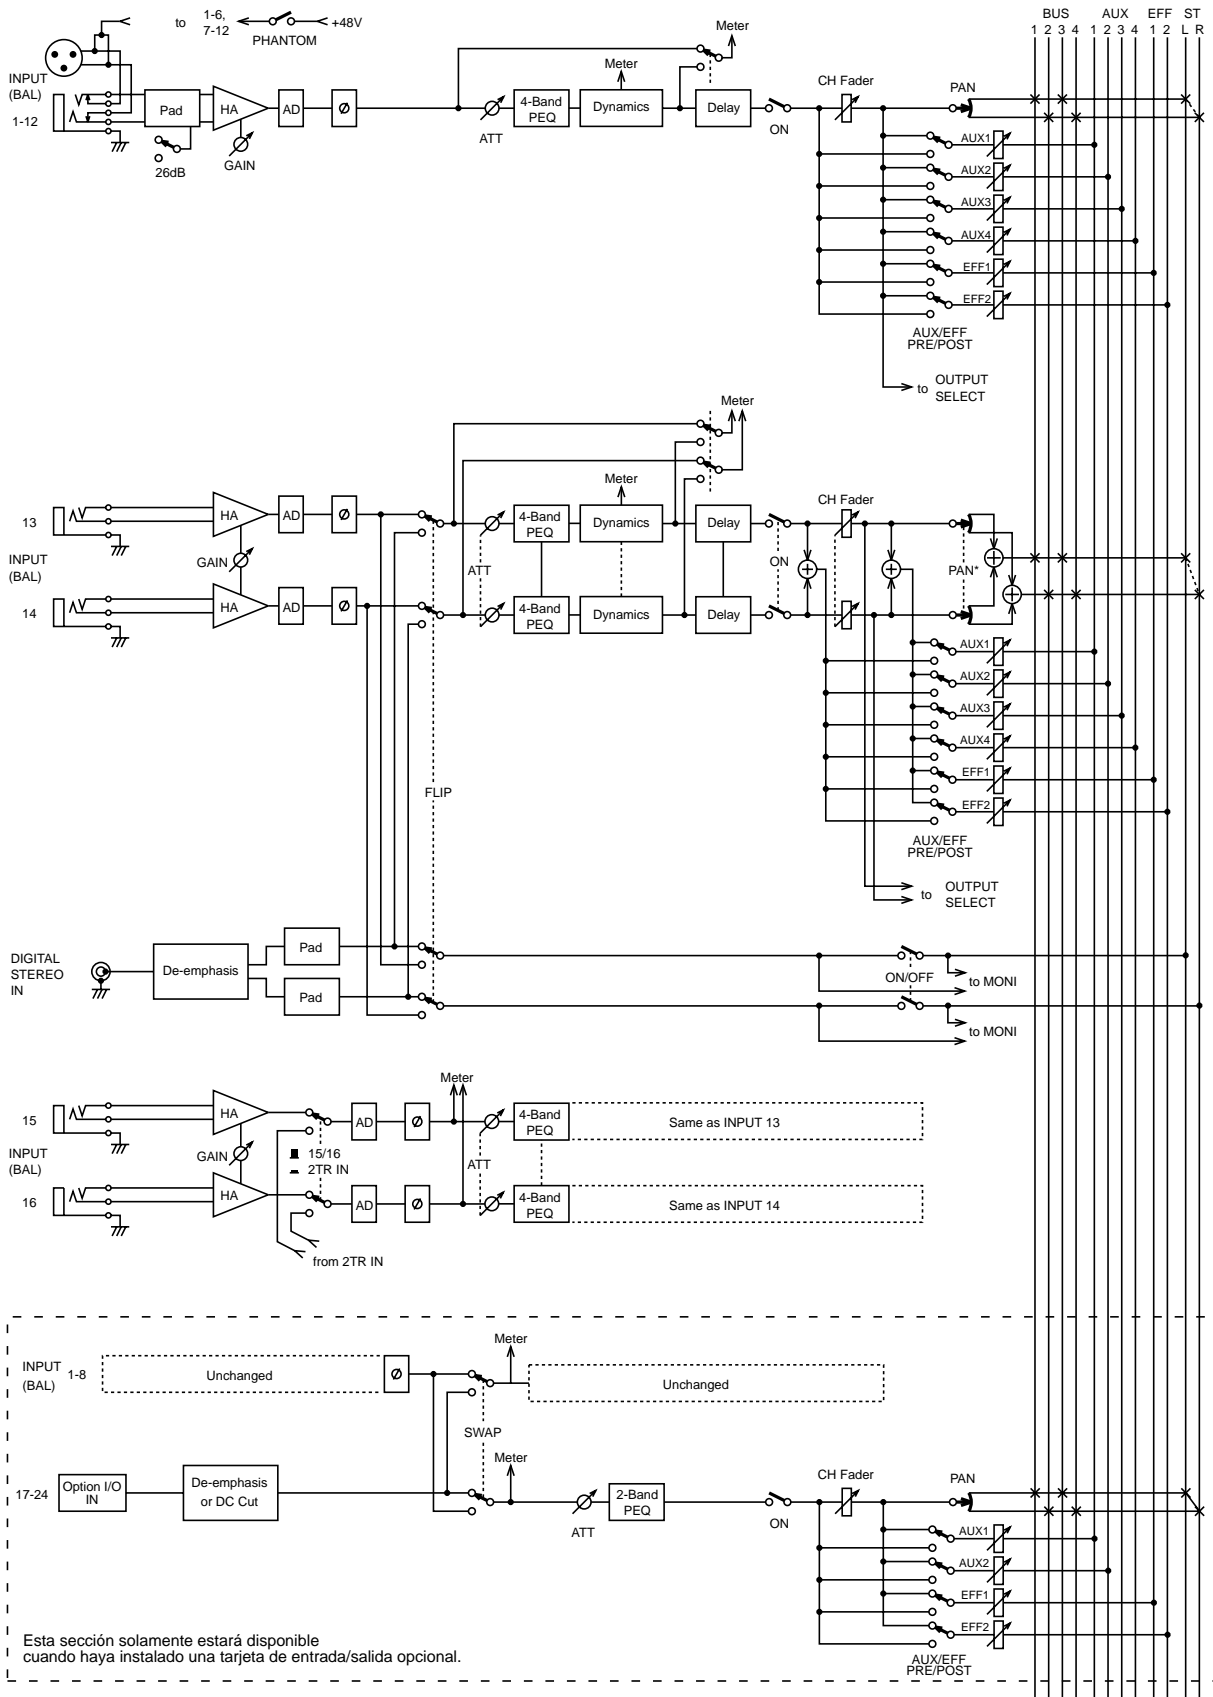 BUS AUX EFF ST
1 2 3 4 1 2 3 4 1 2 L R
to 1-6, 7-12 +48V
PHANTOM
Meter
Meter
INPUT
(BAL)
1-12
Pad
HA
AD
Ø
ATT
4-Band
PEQ
Dynamics
Delay
ON
CH Fader
PAN
26dB
GAIN
AUX1
AUX2
AUX3
AUX4
EFF1
EFF2
AUX/EFF
PRE/POST
to OUTPUT
SELECT
Meter
Meter
13
INPUT
(BAL)
14
HA
AD
Ø
GAIN
HA
AD
Ø
ATT
4-Band
PEQ
Dynamics
Delay
ON
CH Fader
4-Band
PEQ
Dynamics
Delay
PAN*
AUX1
AUX2
AUX3
AUX4
EFF1
EFF2
AUX/EFF
PRE/POST
FLIP
to OUTPUT
SELECT
DIGITAL
STEREO
IN
De-emphasis
Pad
Pad
ON/OFF
to MONI
to MONI
Meter
15
INPUT
(BAL)
16
HA
GAIN
HA
15/16
2TR IN
AD
Ø
AD
Ø
ATT
4-Band
PEQ
Same as INPUT 13
4-Band
PEQ
Same as INPUT 14
from 2TR IN
INPUT
(BAL)
1-8
Unchanged
Ø
Meter
Unchanged
SWAP
Meter
17-24
Option I/O
IN
De-emphasis
or DC Cut
ATT
2-Band
PEQ
ON
CH Fader
PAN
AUX1
AUX2
EFF1
EFF2
AUX/EFF
PRE/POST
Esta sección solamente estará disponible
cuando haya instalado una tarjeta de entrada/salida opcional.